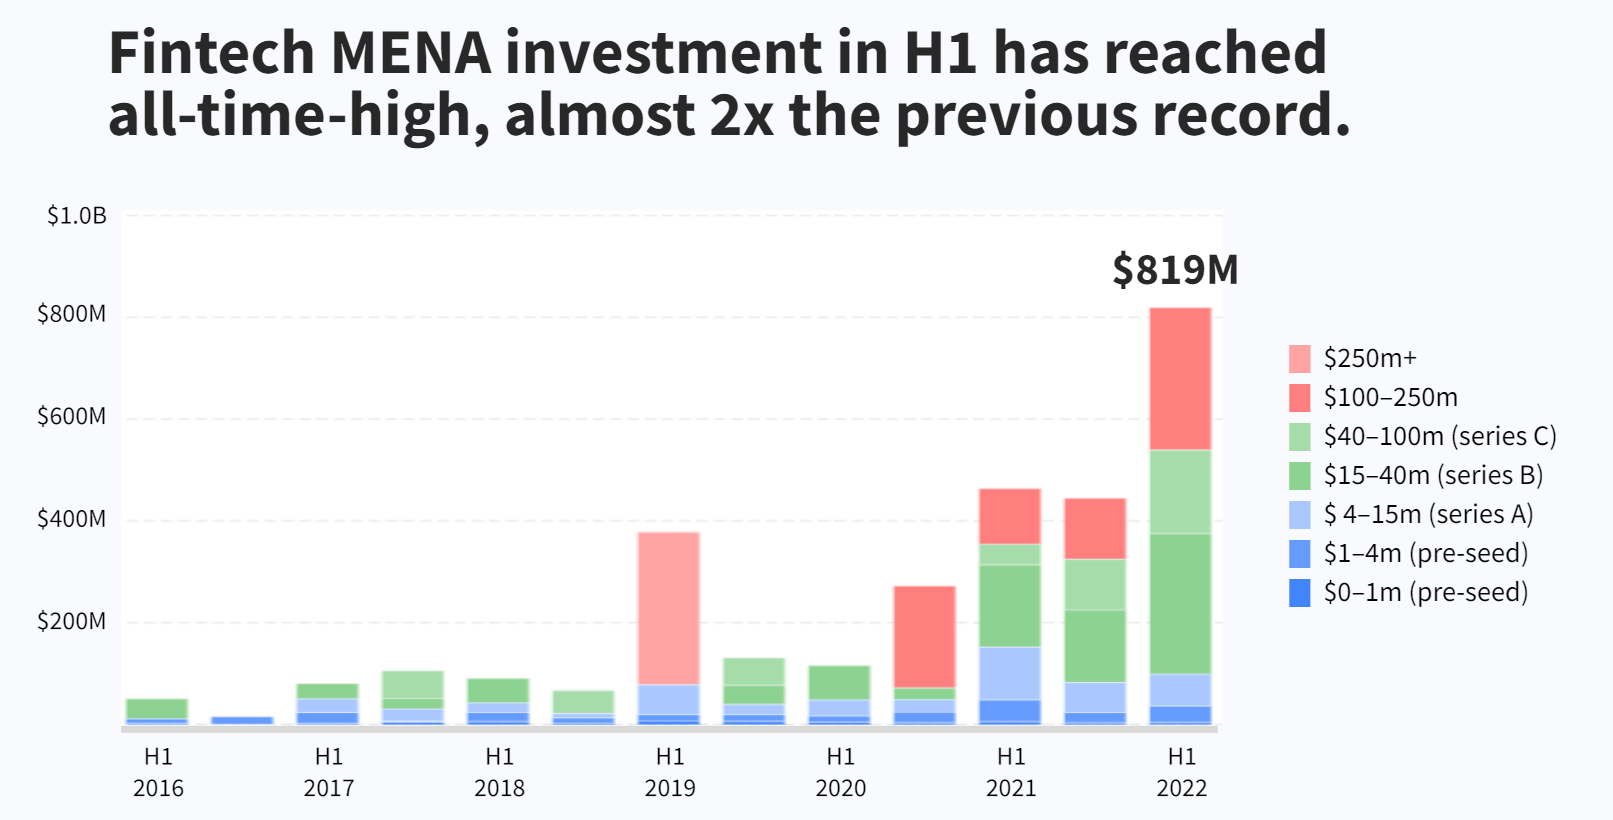 Fintech MENA investment in H1 has reached
all-time-high, almost 2x the previous record.
$1.0B
$800M
$600M
$400M
$200M
$819M
$250m+
$100–250m
$40–100m (series C)
$15–40m (series B)
$ 4–15m (series A)
$1–4m (pre-seed)
$0–1m (pre-seed)
H1 H1 H1 H1 H1 H1 H1
2016 2017 2018 2019 2020 2021 2022